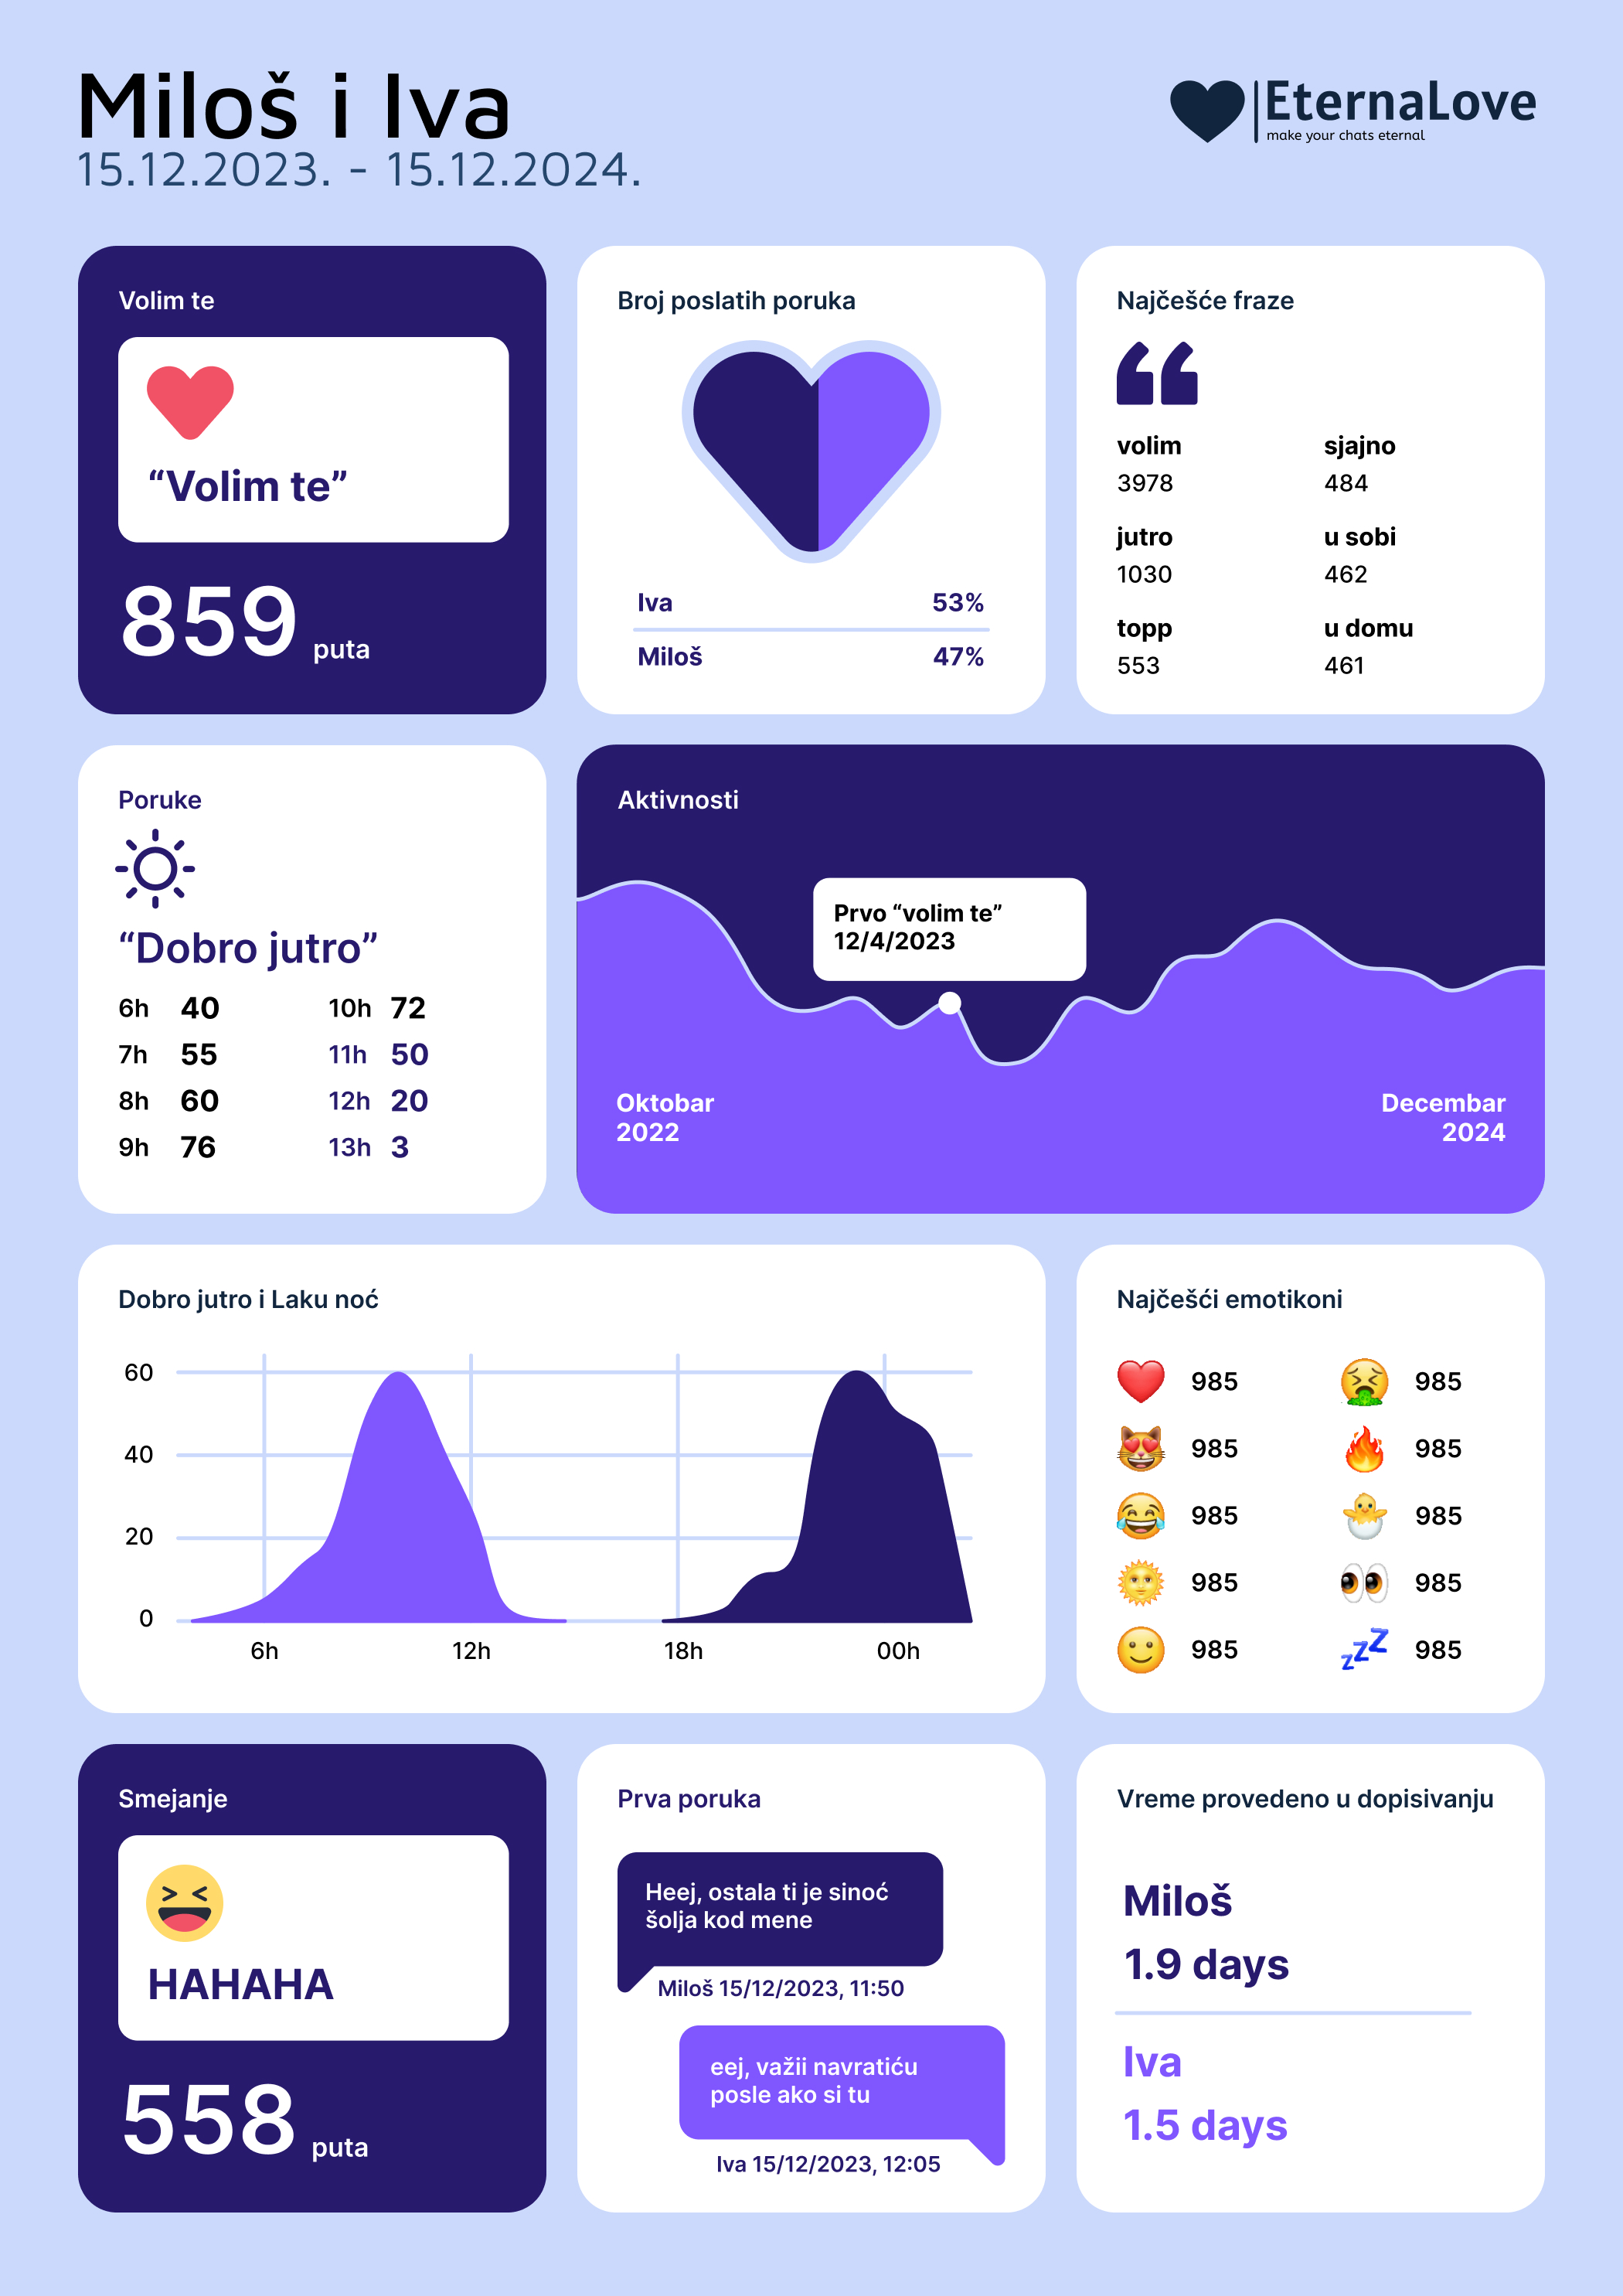 Miloš i Iva
15.12.2023. - 15.12.2024.
EternaLove
make your chats eternal
Volim te
“Volim te”
859 puta
Broj poslatih poruka
Iva 53%
Miloš 47%
Najčešće fraze
volim sjajno
3978 484
jutro u sobi
1030 462
topp u domu
553 461
Poruke
“Dobro jutro”
6h 40 10h 72
7h 55 11h 50
8h 60 12h 20
9h 76 13h 3
Aktivnosti
Prvo “volim te”
12/4/2023
Oktobar Decembar
2022 2024
Dobro jutro i Laku noć
60
40
20
0
6h 12h 18h 00h
Najčešći emotikoni
985 985
985 985
985 985
985 985
985 985
Smejanje
HAHAHA
558 puta
Prva poruka
Heej, ostala ti je sinoć
šolja kod mene
Miloš 15/12/2023, 11:50
eej, važii navratiću
posle ako si tu
Iva 15/12/2023, 12:05
Vreme provedeno u dopisivanju
Miloš
1.9 days
Iva
1.5 days